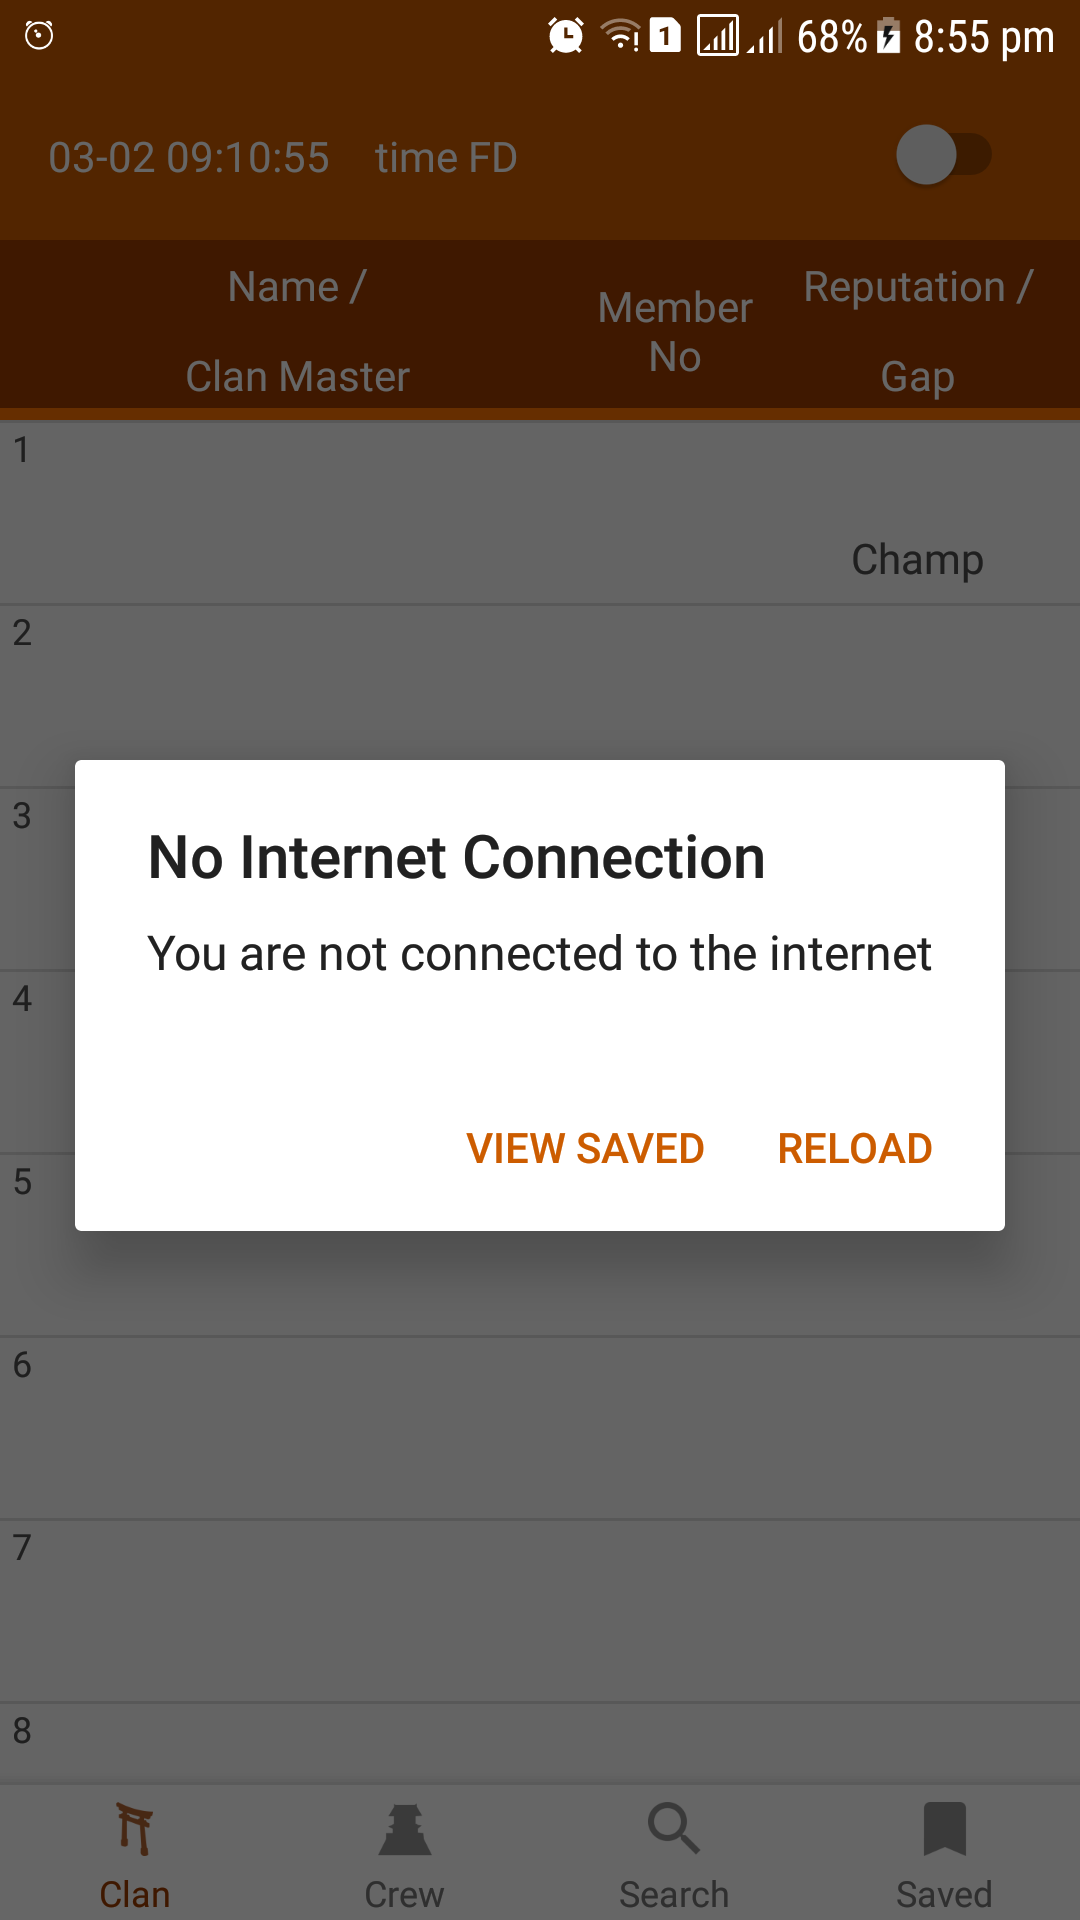 1 68% 8:55 pm
03-02 09:10:55 time FD
Name / Clan Master
Member No
Reputation / Gap
1
Champ
2
3
No Internet Connection
You are not connected to the internet
4
VIEW SAVED RELOAD
5
6
7
8
Clan Crew Search Saved